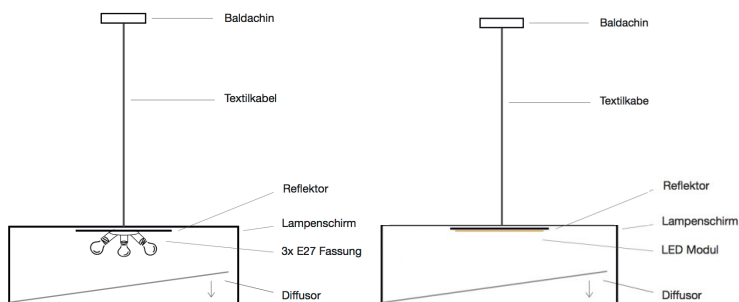 Baldachin
Textilkabel
Reflektor
Lampenschirm
3x E27 Fassung
Diffusor
Baldachin
Textilkabe
Reflektor
Lampenschirm
LED Modul
Diffusor